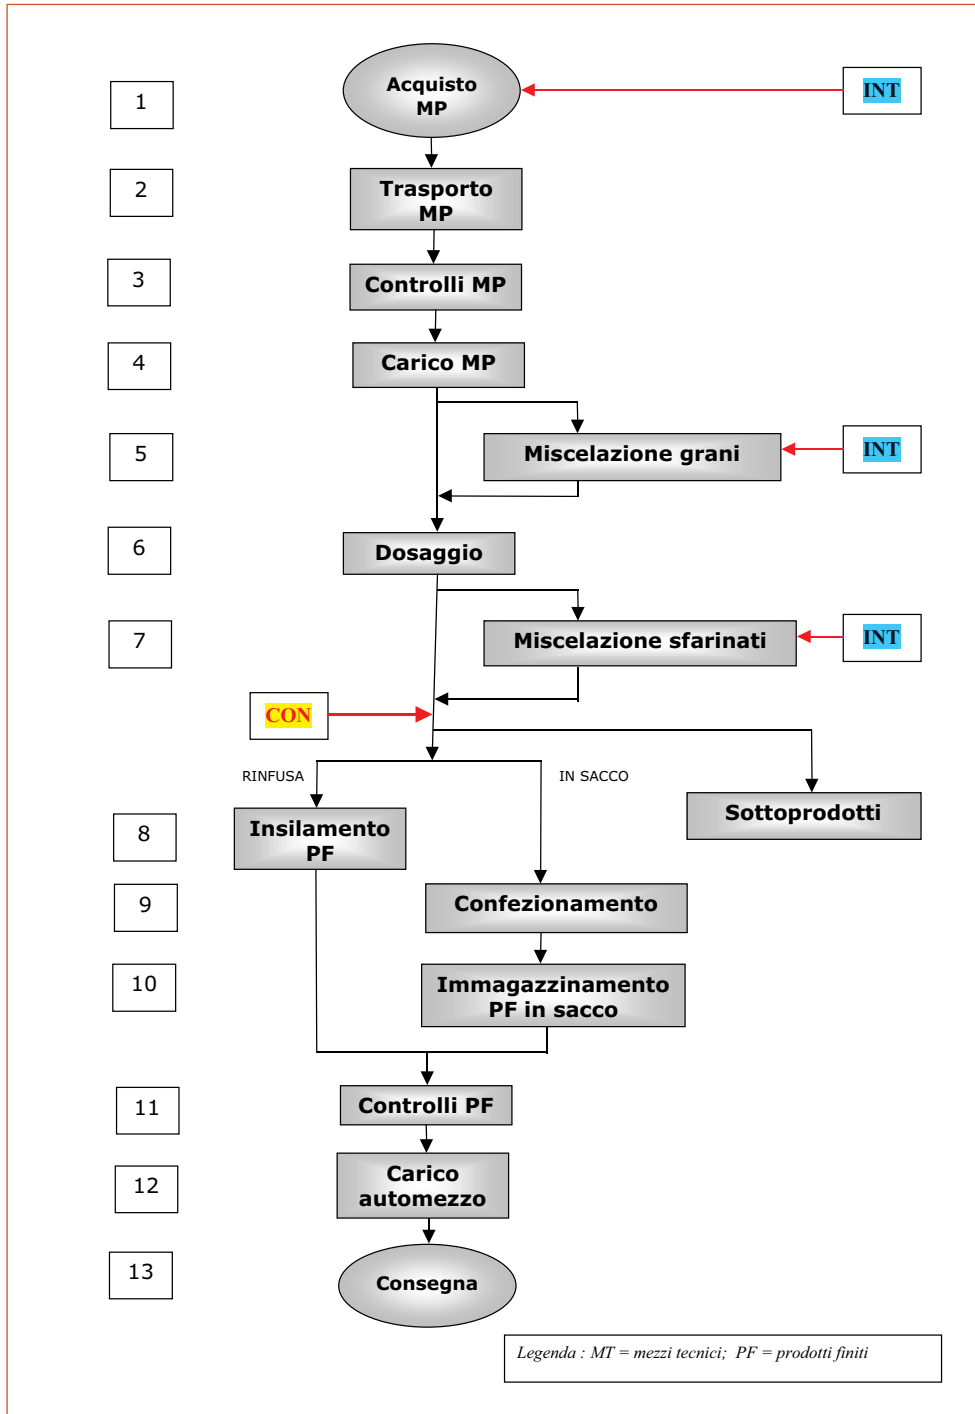 1
Acquisto
MP
INT
2
Trasporto
MP
3
Controlli MP
4
Carico MP
5
Miscelazione grani
INT
6
Dosaggio
7
Miscelazione sfarinati
INT
CON
RINFUSA
IN SACCO
8
Insilamento
PF
Sottoprodotti
9
Confezionamento
10
Immagazzinamento
PF in sacco
11
Controlli PF
12
Carico
automezzo
13
Consegna
Legenda : MT = mezzi tecnici; PF = prodotti finiti